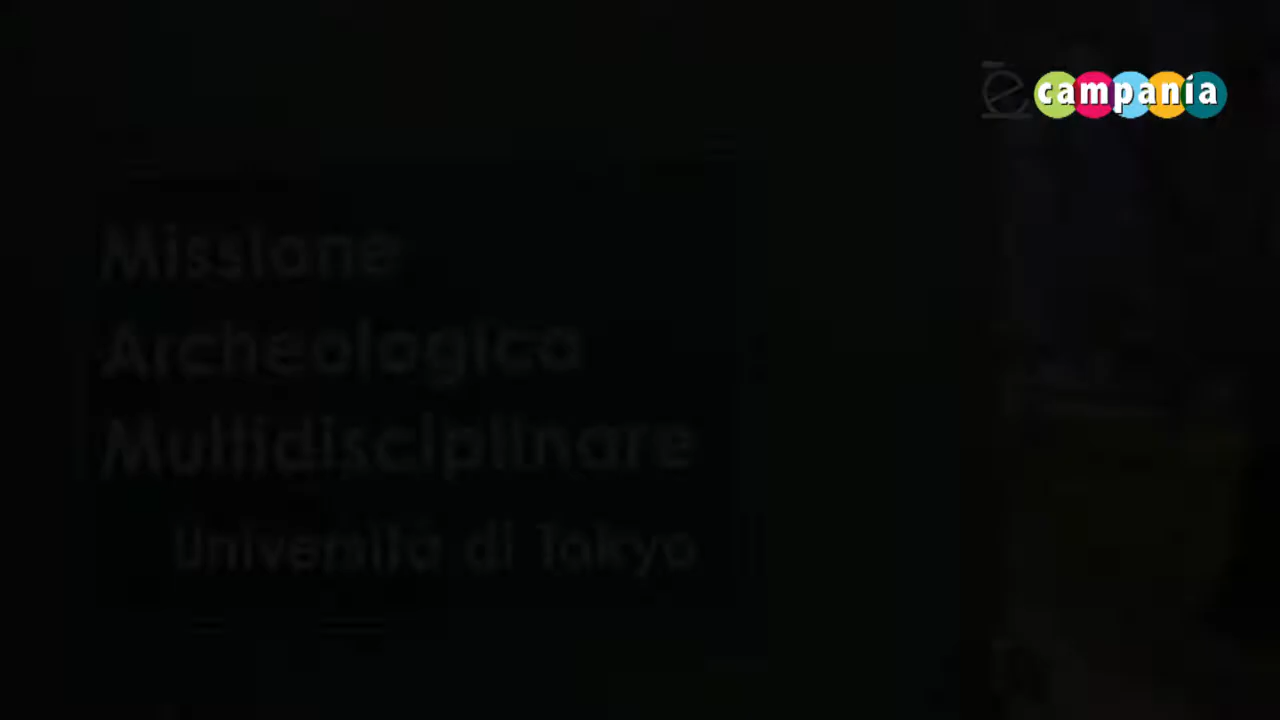 è campania
Missione
Archeologica
Multidisciplinare
Università di Tokyo